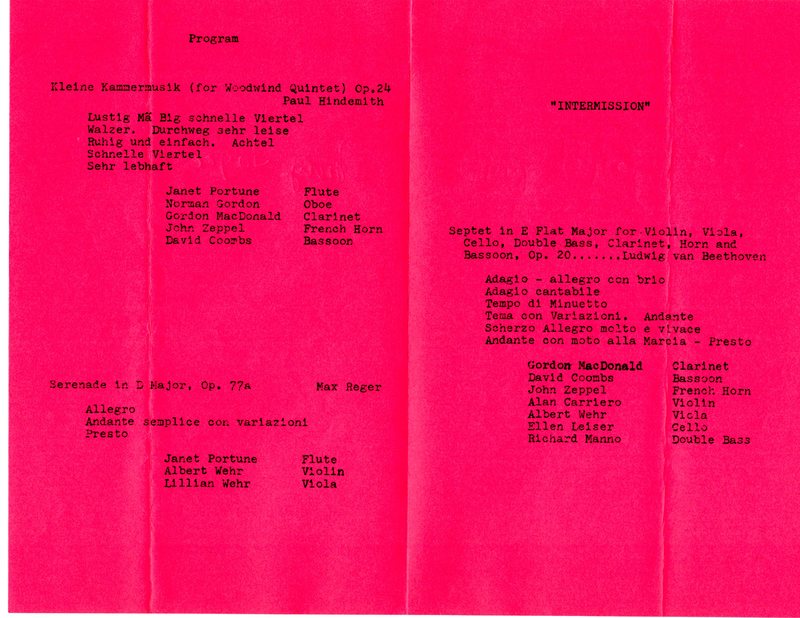 Program
Kleine Kammermusik (for Woodwind Quintet) Op.24
Paul Hindemith
Lustig Mä Big schnelle Viertel
Walzer. Durchweg sehr leise
Ruhig und einfach. Achtel
Schnelle Viertel
Sehr lebhaft
Janet Portune Flute
Norman Gordon Oboe
Gordon MacDonald Clarinet
John Zeppel French Horn
David Coombs Bassoon
Serenade in D Major, Op. 77a Max Reger
Allegro
Andante semplice con variazioni
Presto
Janet Portune Flute
Albert Wehr Violin
Lillian Wehr Viola
"INTERMISSION"
Septet in E Flat Major for Violin, Viola,
Cello, Double Bass, Clarinet, Horn and
Bassoon, Op. 20.......Ludwig van Beethoven
Adagio - allegro con brio
Adagio cantabile
Tempo di Minuetto
Tema con Variazioni. Andante
Scherzo Allegro molto e vivace
Andante con moto alla Marcia - Presto
Gordon MacDonald Clarinet
David Coombs Bassoon
John Zeppel French Horn
Alan Carriero Violin
Albert Wehr Viola
Ellen Leiser Cello
Richard Manno Double Bass